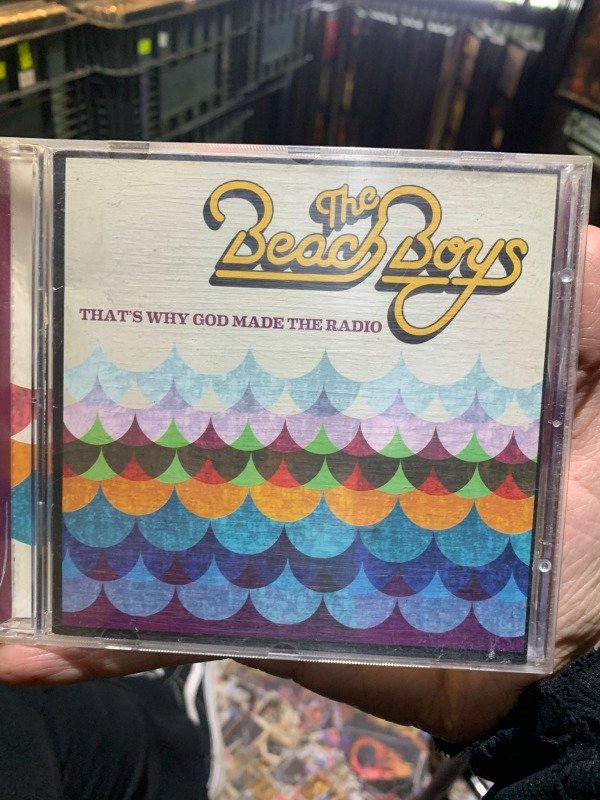 The
Beach Boys
THAT'S WHY GOD MADE THE RADIO